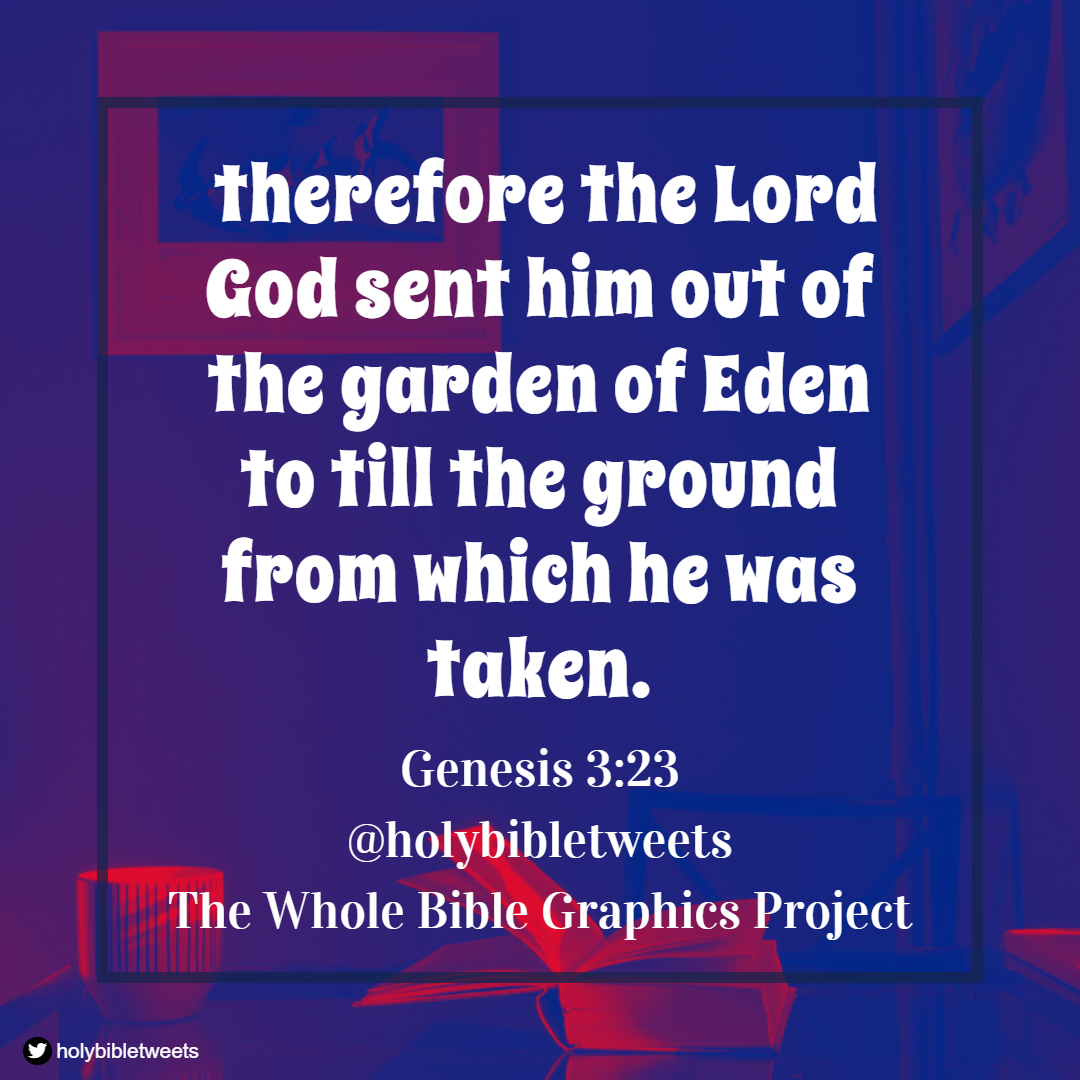 therefore the Lord
God sent him out of
the garden of Eden
to till the ground
from which he was
taken.
Genesis 3:23
@holybibletweets
The Whole Bible Graphics Project
holybibletweets